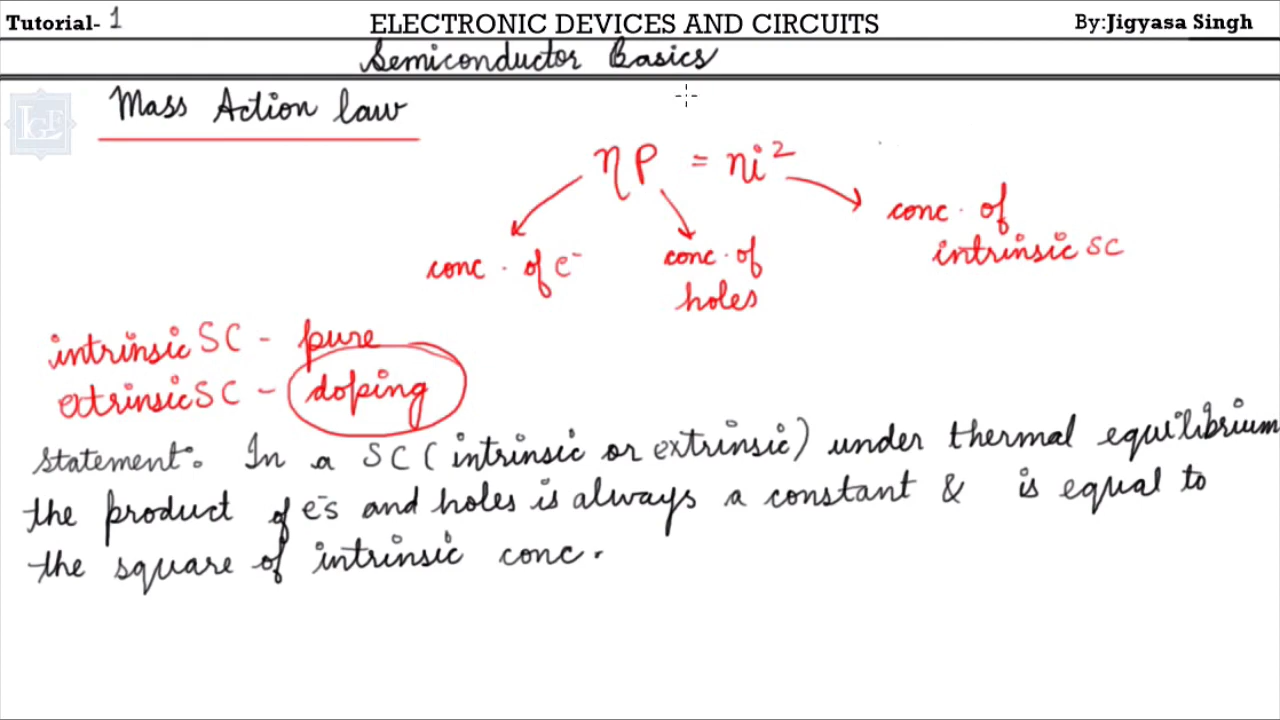 Tutorial- 1 ELECTRONIC DEVICES AND CIRCUITS By:Jigyasa Singh
Semiconductor Basics
LGE
Mass Action law
ηP = ni²
conc. of e⁻
conc. of
holes
conc. of
intrinsic SC
intrinsic SC - pure
extrinsic SC - doping
statement: In a SC (intrinsic or extrinsic) under thermal equilibrium
the product of e⁻s and holes is always a constant & is equal to
the square of intrinsic conc.